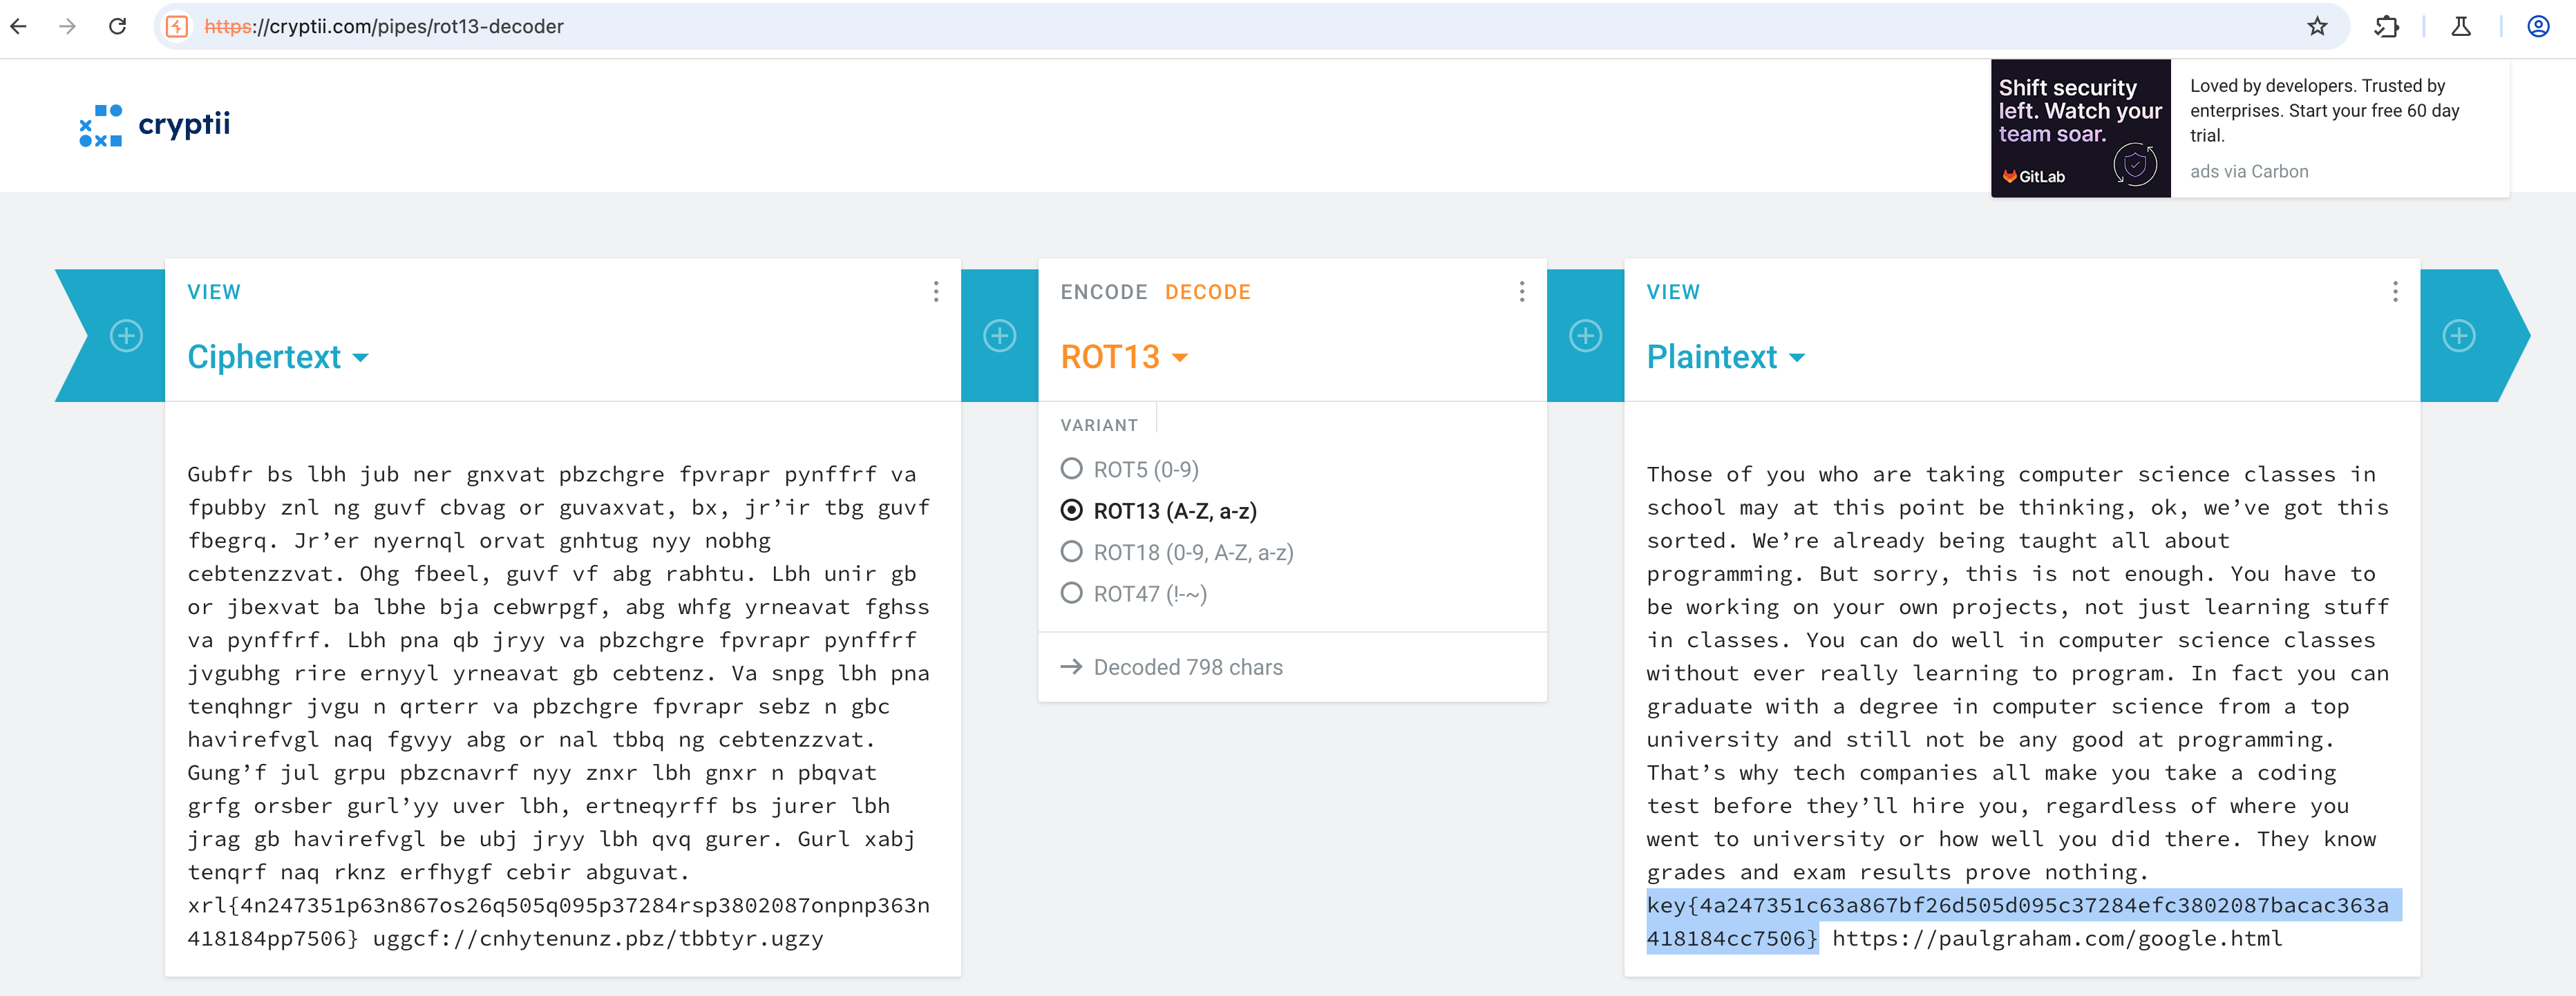 https://cryptii.com/pipes/rot13-decoder
cryptii
Shift security
left. Watch your
team soar.
GitLab
Loved by developers. Trusted by
enterprises. Start your free 60 day
trial.
ads via Carbon
VIEW
Ciphertext
Gubfr bs lbh jub ner gnxvat pbzchgre fpvrapr pynffrf va
fpubby znl ng guvf cbvag or guvaxvat, bx, jr’ir tbg guvf
fbegrq. Jr’er nyernql orvat gnhtug nyy nobhg
cebtenzzvat. Ohg fbeel, guvf vf abg rabhtu. Lbh unir gb
or jbexvat ba lbhe bja cebwrpgf, abg whfg yrneavat fghss
va pynffrf. Lbh pna qb jryy va pbzchgre fpvrapr pynffrf
jvgubhg rire ernyyl yrneavat gb cebtenz. Va snpg lbh pna
tenqhngr jvgu n qrterr va pbzchgre fpvrapr sebz n gbc
havirefvgl naq fgvyy abg or nal tbbq ng cebtenzzvat.
Gung’f jul grpu pbzcnavrf nyy znxr lbh gnxr n pbqvat
grfg orsber gurl’yy uver lbh, ertneqyrff bs jurer lbh
jrag gb havirefvgl be ubj jryy lbh qvq gurer. Gurl xabj
tenqrf naq rknz erfhygf cebir abguvat.
xrl{4n247351p63n867os26q505q095p37284rsp3802087onpnp363n
418184pp7506} uggcf://cnhytenunz.pbz/tbbtyr.ugzy
ENCODE DECODE
ROT13
VARIANT
ROT5 (0-9)
ROT13 (A-Z, a-z)
ROT18 (0-9, A-Z, a-z)
ROT47 (!-~)
→ Decoded 798 chars
VIEW
Plaintext
Those of you who are taking computer science classes in
school may at this point be thinking, ok, we’ve got this
sorted. We’re already being taught all about
programming. But sorry, this is not enough. You have to
be working on your own projects, not just learning stuff
in classes. You can do well in computer science classes
without ever really learning to program. In fact you can
graduate with a degree in computer science from a top
university and still not be any good at programming.
That’s why tech companies all make you take a coding
test before they’ll hire you, regardless of where you
went to university or how well you did there. They know
grades and exam results prove nothing.
key{4a247351c63a867bf26d505d095c37284efc3802087bacac363a
418184cc7506} https://paulgraham.com/google.html